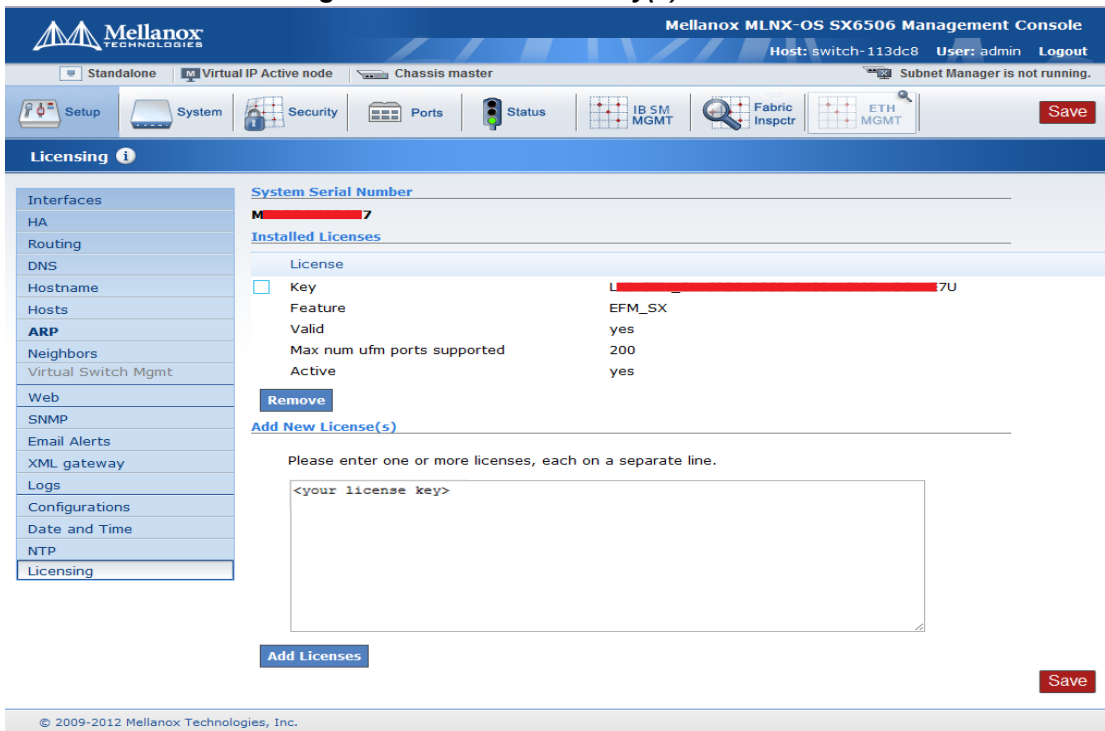 Mellanox
TECHNOLOGIES
Mellanox MLNX-OS SX6506 Management Console
Host: switch-113dc8 User: admin Logout
Standalone Virtual IP Active node Chassis master Subnet Manager is not running.
Setup System Security Ports Status IB SM MGMT Fabric Inspctr ETH MGMT Save
Licensing
Interfaces
HA
Routing
DNS
Hostname
Hosts
ARP
Neighbors
Virtual Switch Mgmt
Web
SNMP
Email Alerts
XML gateway
Logs
Configurations
Date and Time
NTP
Licensing
System Serial Number
M 7
Installed Licenses
License
Key L 7U
Feature EFM_SX
Valid yes
Max num ufm ports supported 200
Active yes
Remove
Add New License(s)
Please enter one or more licenses, each on a separate line.
<your license key>
Add Licenses
Save
© 2009-2012 Mellanox Technologies, Inc.